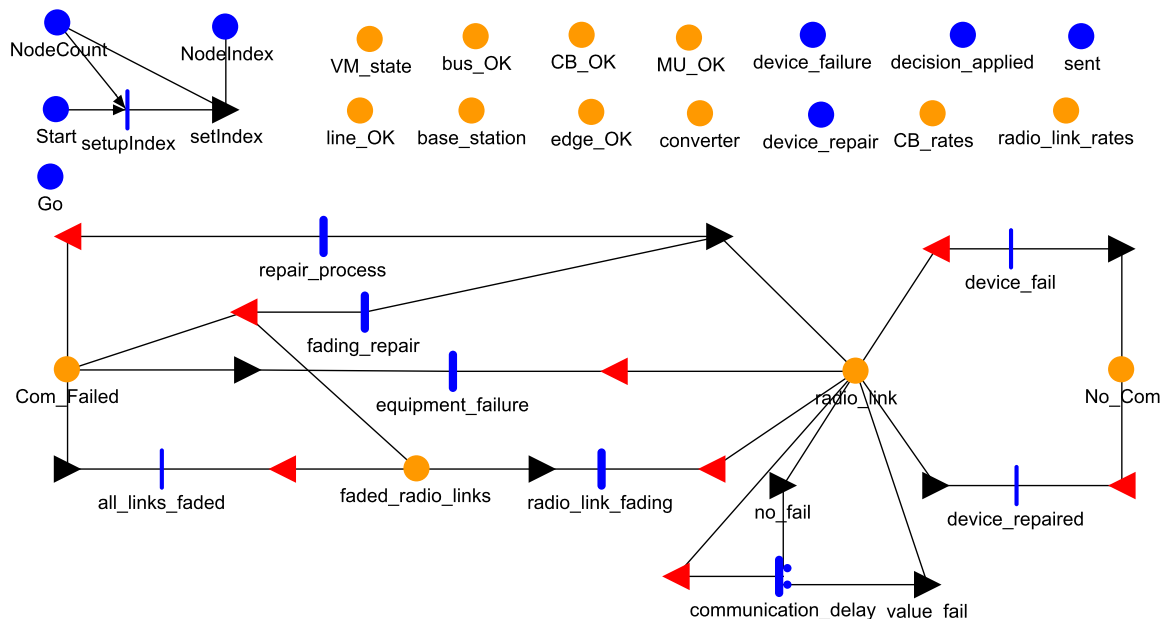 NodeCount
NodeIndex
VM_state
bus_OK
CB_OK
MU_OK
device_failure
decision_applied
sent
Start
setupIndex
setIndex
line_OK
base_station
edge_OK
converter
device_repair
CB_rates
radio_link_rates
Go
repair_process
device_fail
fading_repair
Com_Failed
equipment_failure
radio_link
No_Com
all_links_faded
faded_radio_links
radio_link_fading
no_fail
device_repaired
communication_delay
value_fail